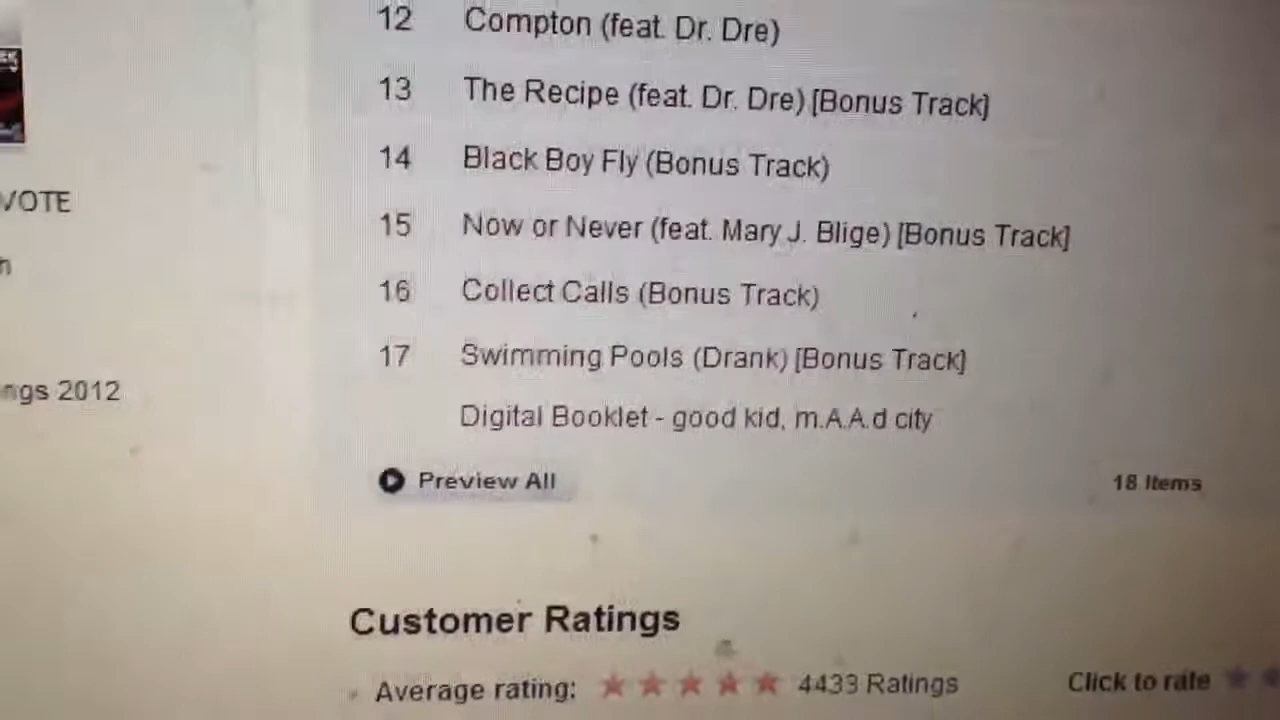 12 Compton (feat. Dr. Dre)
13 The Recipe (feat. Dr. Dre) [Bonus Track]
14 Black Boy Fly (Bonus Track)
VOTE
15 Now or Never (feat. Mary J. Blige) [Bonus Track]
16 Collect Calls (Bonus Track)
17 Swimming Pools (Drank) [Bonus Track]
ngs 2012
Digital Booklet - good kid, m.A.A.d city
Preview All 18 Items
Customer Ratings
Average rating: 4433 Ratings Click to rate